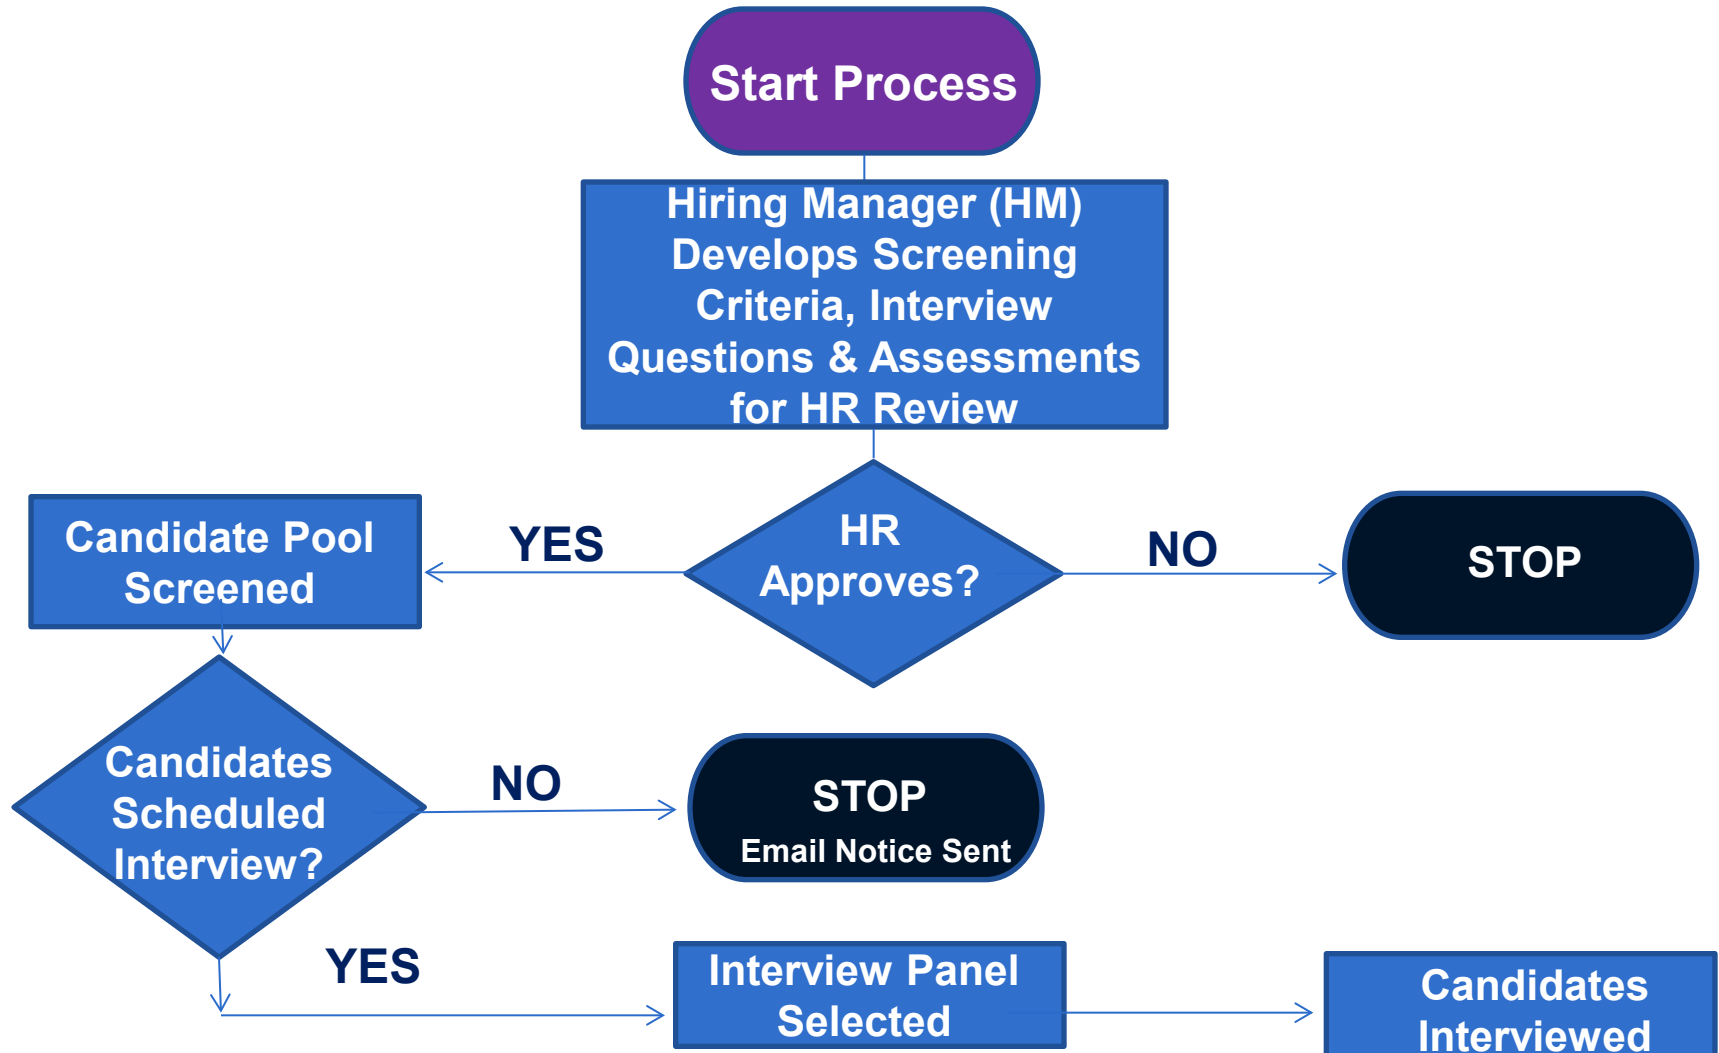 Start Process
Hiring Manager (HM)
Develops Screening
Criteria, Interview
Questions & Assessments
for HR Review
HR
Approves?
YES
NO
STOP
Candidate Pool
Screened
Candidates
Scheduled
Interview?
NO
STOP
Email Notice Sent
YES
Interview Panel
Selected
Candidates
Interviewed